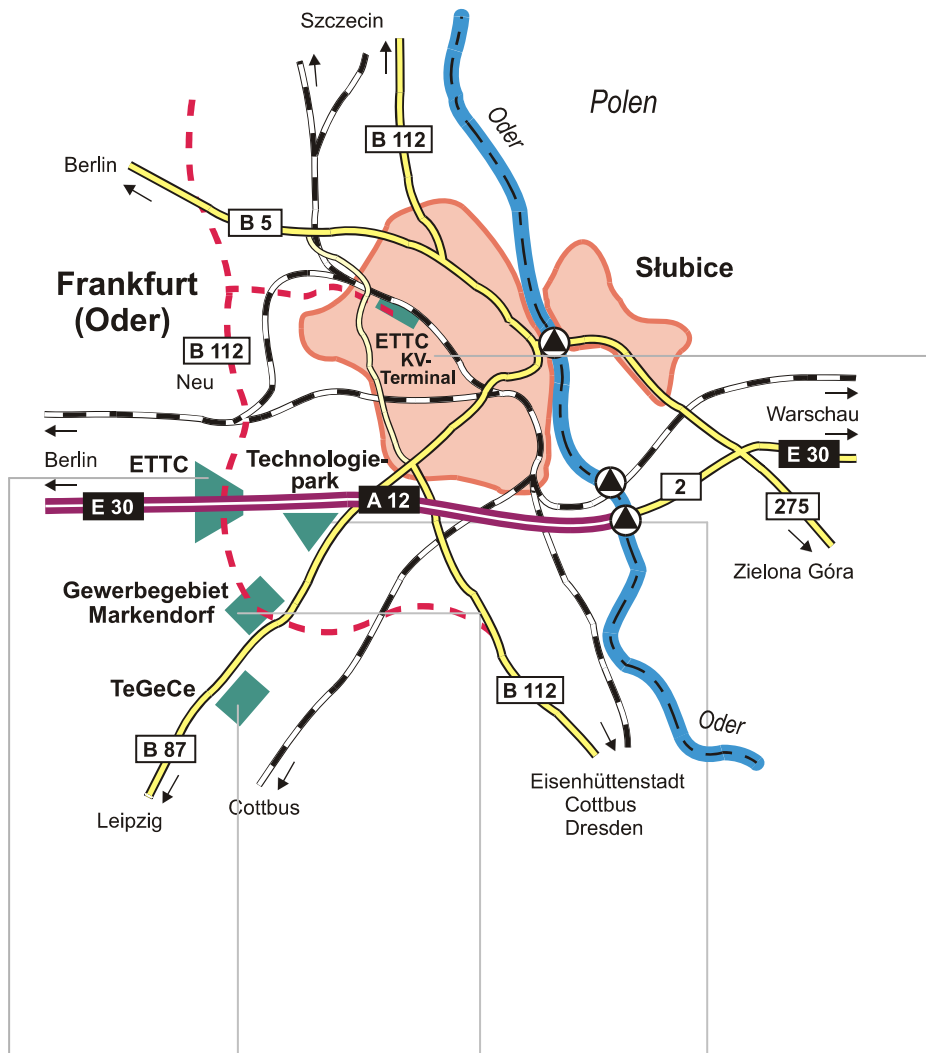 Szczecin
Polen
Oder
B 112
Berlin
B 5
Słubice
Frankfurt
(Oder)
ETTC
KV-
Terminal
B 112
Neu
Warschau
Berlin
ETTC
Technologie-
park
E 30
2
E 30
A 12
275
Zielona Góra
Gewerbegebiet
Markendorf
TeGeCe
B 112
Oder
B 87
Eisenhüttenstadt
Cottbus
Dresden
Cottbus
Leipzig